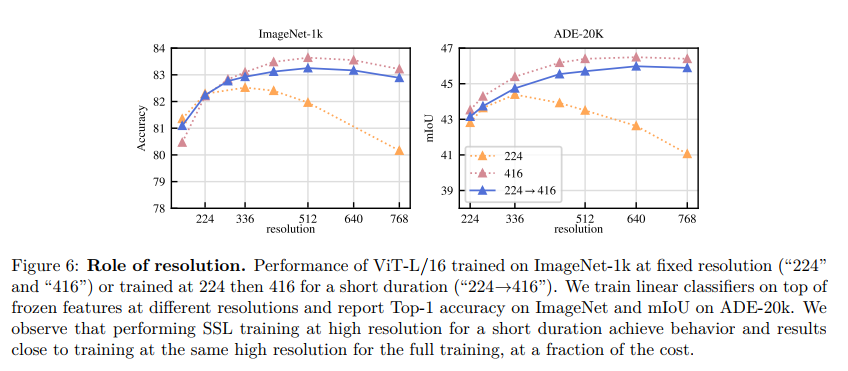 ImageNet-1k
84
83
82
81
80
79
78
Accuracy
224
336
512
640
768
resolution
ADE-20K
47
45
43
41
39
mIoU
224
416
224→416
224
336
512
640
768
resolution
Figure 6: Role of resolution. Performance of ViT-L/16 trained on ImageNet-1k at fixed resolution (“224”
and “416”) or trained at 224 then 416 for a short duration (“224→416”). We train linear classifiers on top of
frozen features at different resolutions and report Top-1 accuracy on ImageNet and mIoU on ADE-20k. We
observe that performing SSL training at high resolution for a short duration achieve behavior and results
close to training at the same high resolution for the full training, at a fraction of the cost.